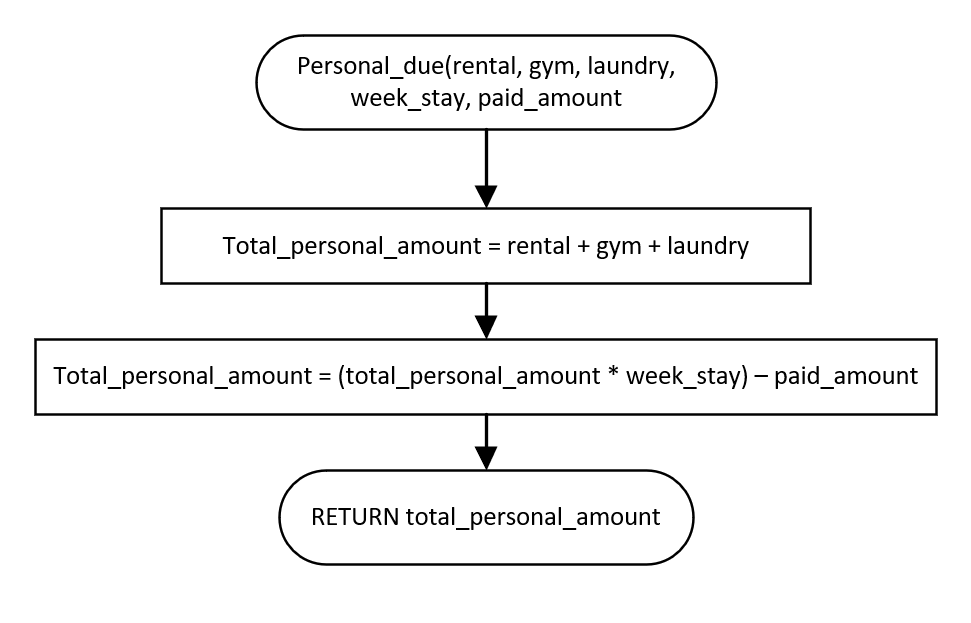 Personal_due(rental, gym, laundry,
week_stay, paid_amount
Total_personal_amount = rental + gym + laundry
Total_personal_amount = (total_personal_amount * week_stay) – paid_amount
RETURN total_personal_amount